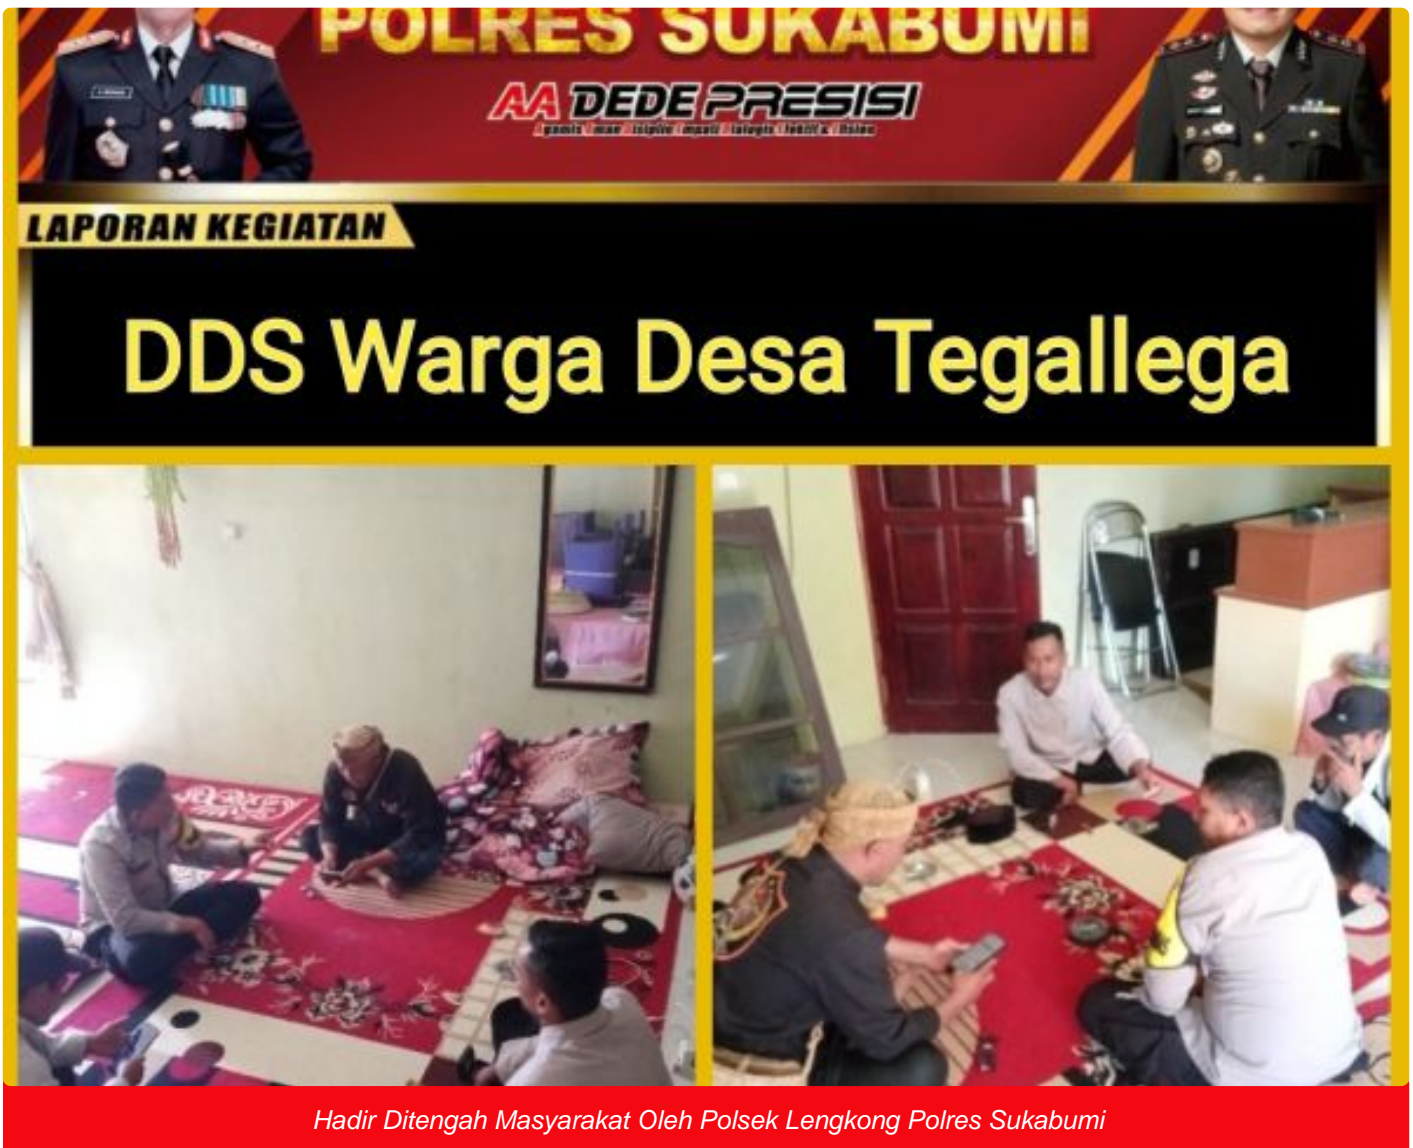 POLRES SUKABUMI
AA DEDE PRESISI
LAPORAN KEGIATAN
DDS Warga Desa Tegallega
Hadir Ditengah Masyarakat Oleh Polsek Lengkong Polres Sukabumi